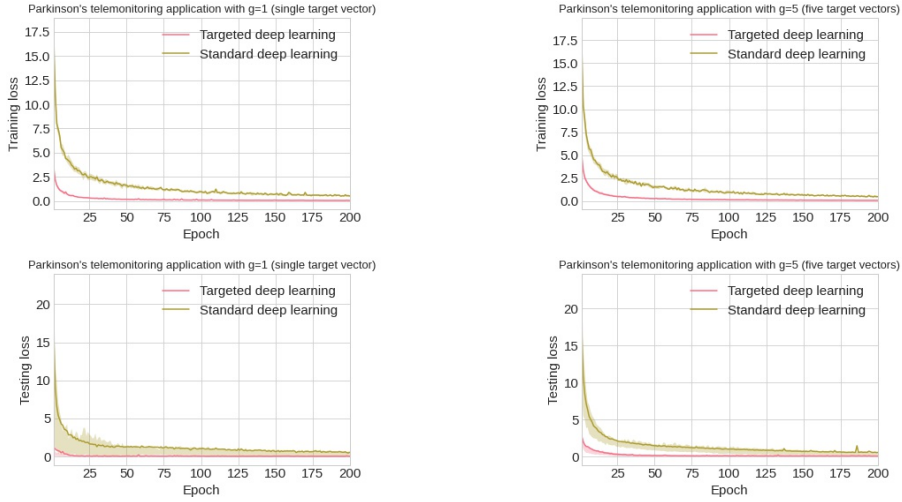 Parkinson's telemonitoring application with g=1 (single target vector)
17.5
15.0
12.5
10.0
7.5
5.0
2.5
0.0
Training loss
Targeted deep learning
Standard deep learning
25 50 75 100 125 150 175 200
Epoch
Parkinson's telemonitoring application with g=5 (five target vectors)
17.5
15.0
12.5
10.0
7.5
5.0
2.5
0.0
Training loss
Targeted deep learning
Standard deep learning
25 50 75 100 125 150 175 200
Epoch
Parkinson's telemonitoring application with g=1 (single target vector)
20
15
10
5
0
Testing loss
Targeted deep learning
Standard deep learning
25 50 75 100 125 150 175 200
Epoch
Parkinson's telemonitoring application with g=5 (five target vectors)
20
15
10
5
0
Testing loss
Targeted deep learning
Standard deep learning
25 50 75 100 125 150 175 200
Epoch